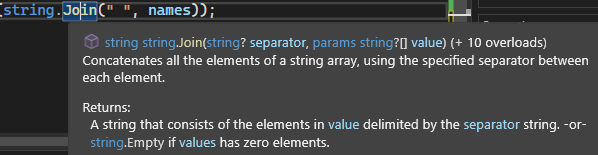 (string.Join(" ", names));
string string.Join(string? separator, params string?[] value) (+ 10 overloads)
Concatenates all the elements of a string array, using the specified separator between
each element.
Returns:
A string that consists of the elements in value delimited by the separator string. -or-
string.Empty if values has zero elements.